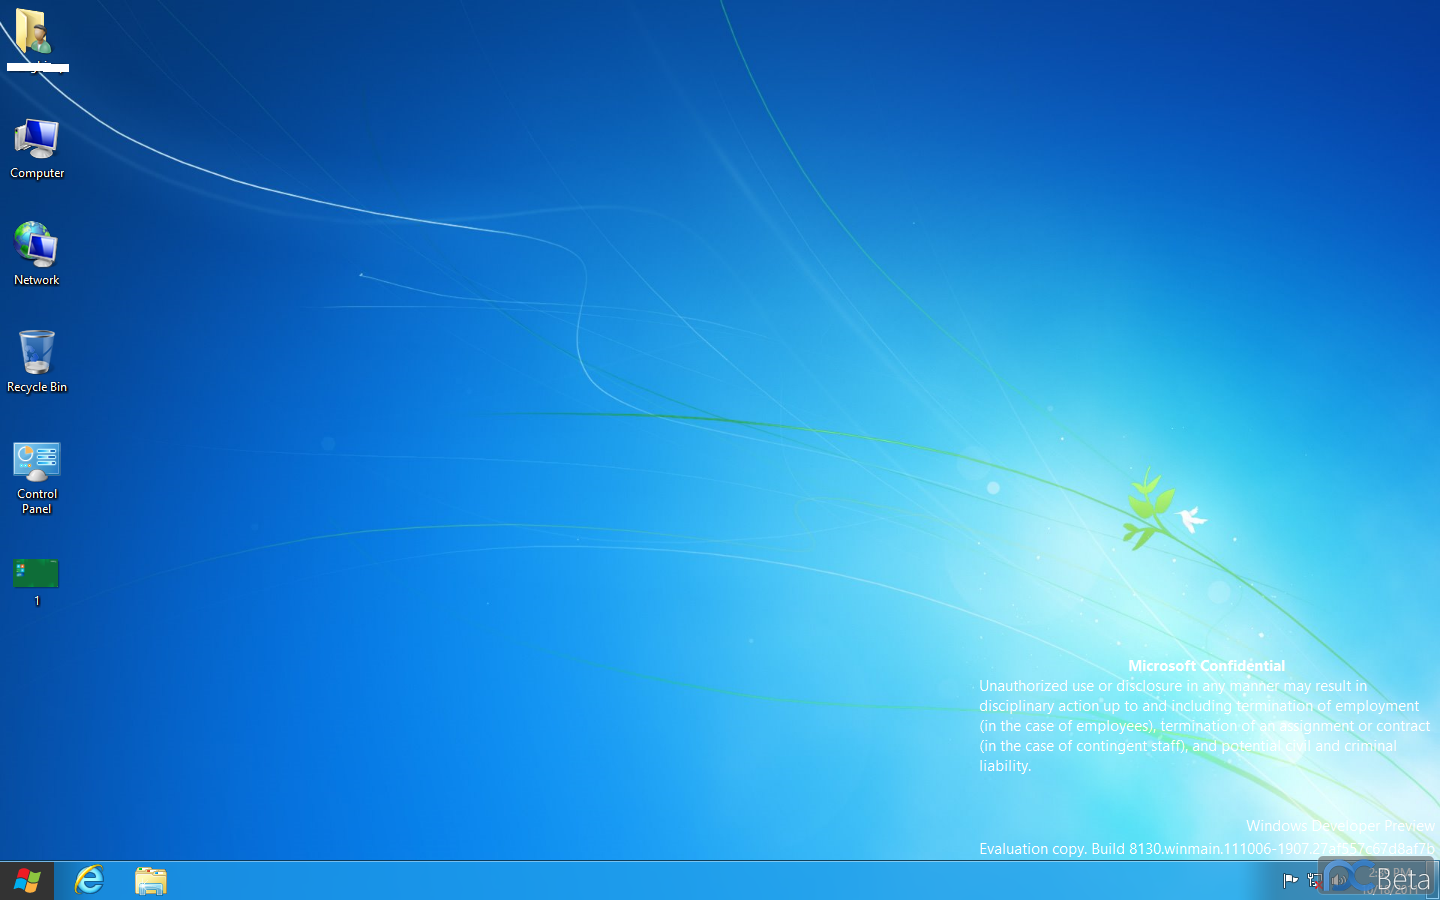 Computer
Network
Recycle Bin
Control
Panel
1
Microsoft Confidential
Unauthorized use or disclosure in any manner may result in
disciplinary action up to and including termination of employment
(in the case of employees), termination of an assignment or contract
(in the case of contingent staff), and potential civil and criminal
liability.
Windows Developer Preview
Evaluation copy. Build 8130.winmain.111006-1907.27af957c67d8af7b
PCBeta